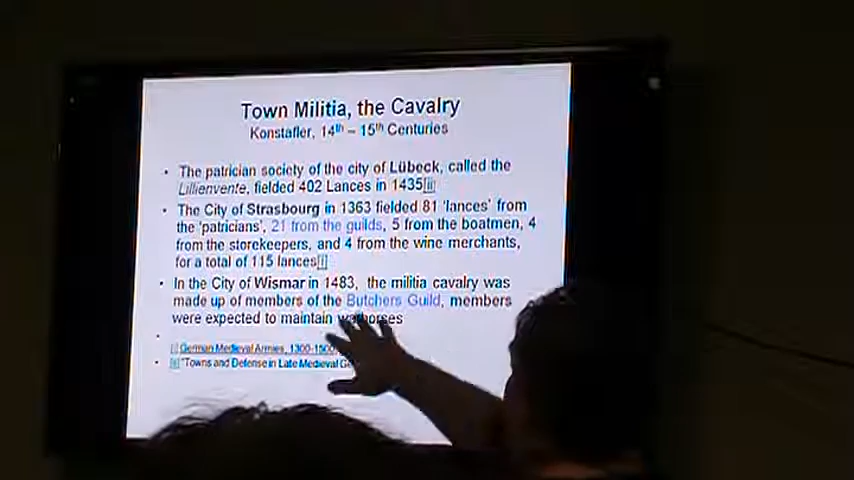 Town Militia, the Cavalry
Konstafler, 14th – 15th Centuries
• The patrician society of the city of Lübeck, called the
Lillienvente, fielded 402 Lances in 1435[ii]
• The City of Strasbourg in 1363 fielded 81 'lances' from
the 'patricians', 21 from the guilds, 5 from the boatmen, 4
from the storekeepers, and 4 from the wine merchants,
for a total of 115 lances[i]
• In the City of Wismar in 1483, the militia cavalry was
made up of members of the Butchers Guild, members
were expected to maintain warhorses
•
[i] German Medieval Armies, 1300-1500
• [ii] "Towns and Defense in Late Medieval